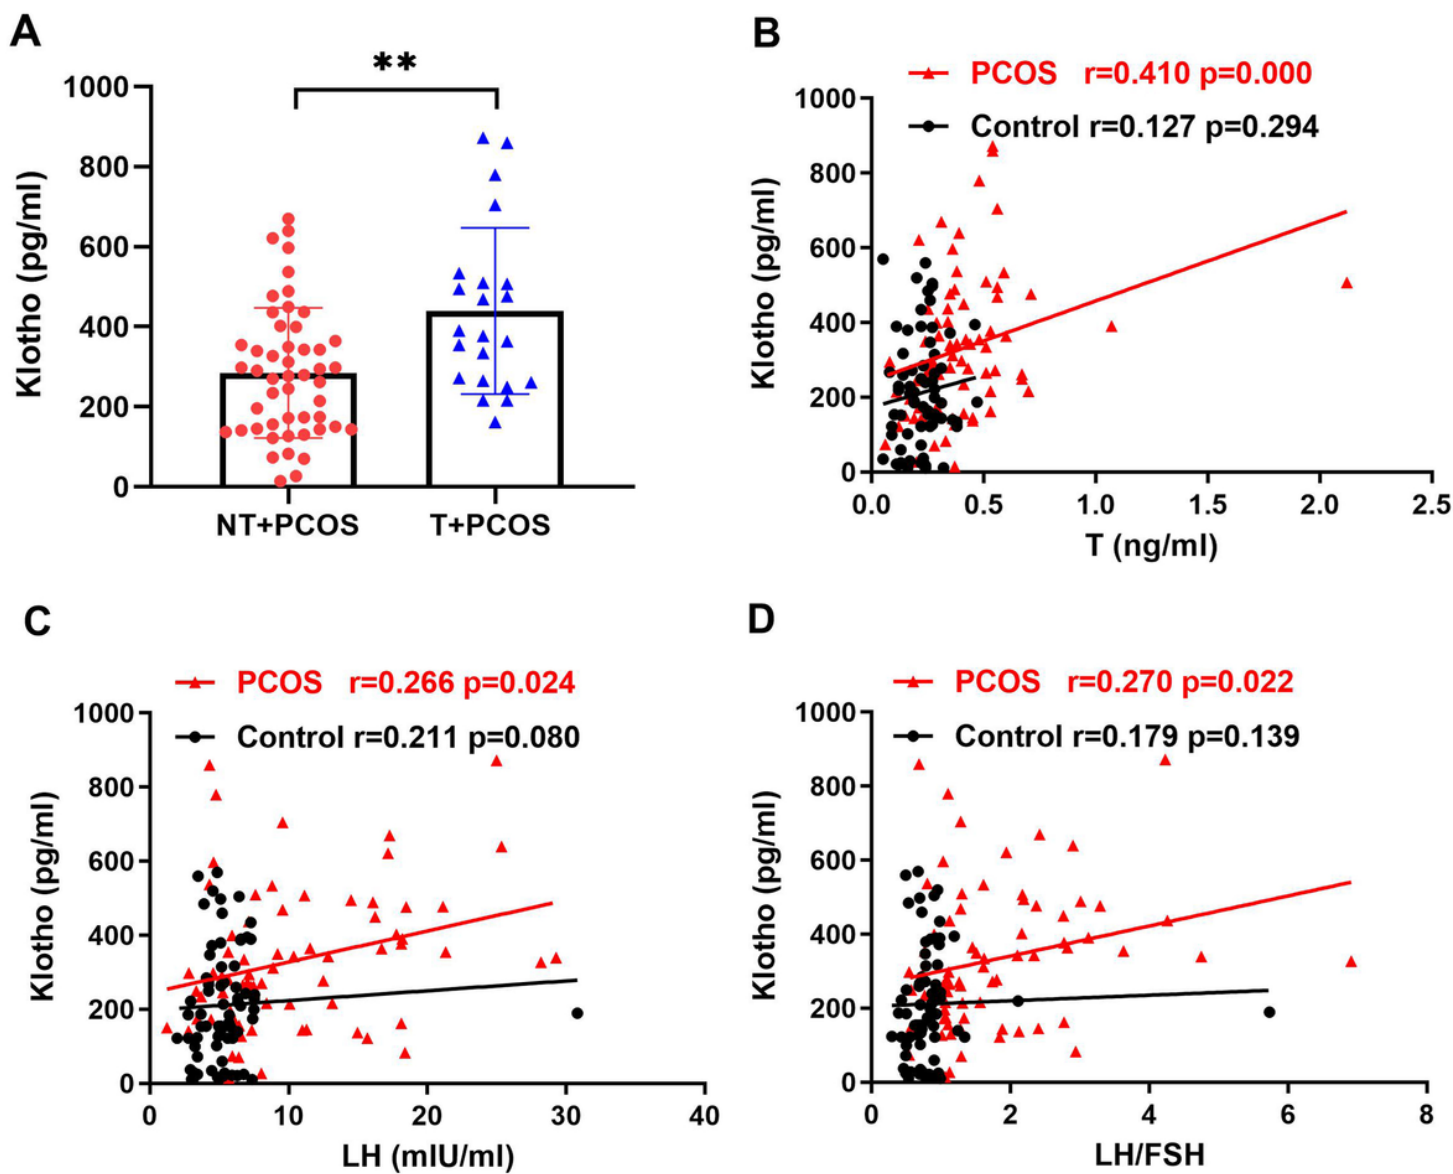 A
**
1000
800
600
400
200
0
Klotho (pg/ml)
NT+PCOS T+PCOS
B
PCOS r=0.410 p=0.000
Control r=0.127 p=0.294
1000
800
600
400
200
0
Klotho (pg/ml)
0.0 0.5 1.0 1.5 2.0 2.5
T (ng/ml)
C
PCOS r=0.266 p=0.024
Control r=0.211 p=0.080
1000
800
600
400
200
0
Klotho (pg/ml)
0 10 20 30 40
LH (mIU/ml)
D
PCOS r=0.270 p=0.022
Control r=0.179 p=0.139
1000
800
600
400
200
0
Klotho (pg/ml)
0 2 4 6 8
LH/FSH